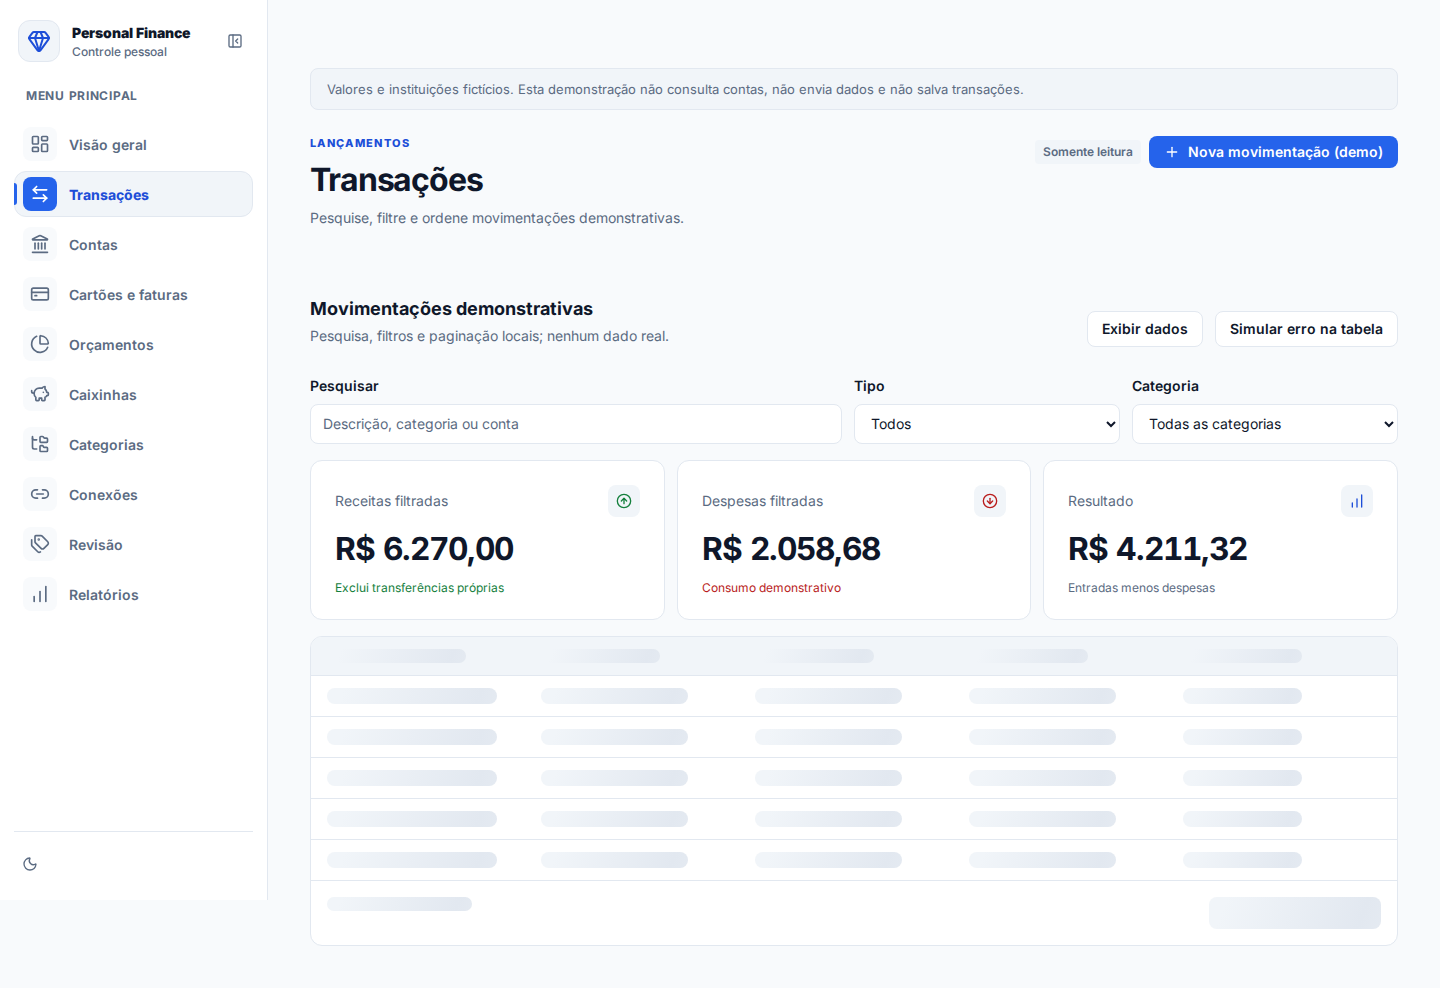 Personal Finance
Controle pessoal
MENU PRINCIPAL
Visão geral
Transações
Contas
Cartões e faturas
Orçamentos
Caixinhas
Categorias
Conexões
Revisão
Relatórios
Valores e instituições fictícios. Esta demonstração não consulta contas, não envia dados e não salva transações.
LANÇAMENTOS
Transações
Pesquise, filtre e ordene movimentações demonstrativas.
Somente leitura
Nova movimentação (demo)
Movimentações demonstrativas
Pesquisa, filtros e paginação locais; nenhum dado real.
Exibir dados
Simular erro na tabela
Pesquisar
Descrição, categoria ou conta
Tipo
Todos
Categoria
Todas as categorias
Receitas filtradas
R$ 6.270,00
Exclui transferências próprias
Despesas filtradas
R$ 2.058,68
Consumo demonstrativo
Resultado
R$ 4.211,32
Entradas menos despesas